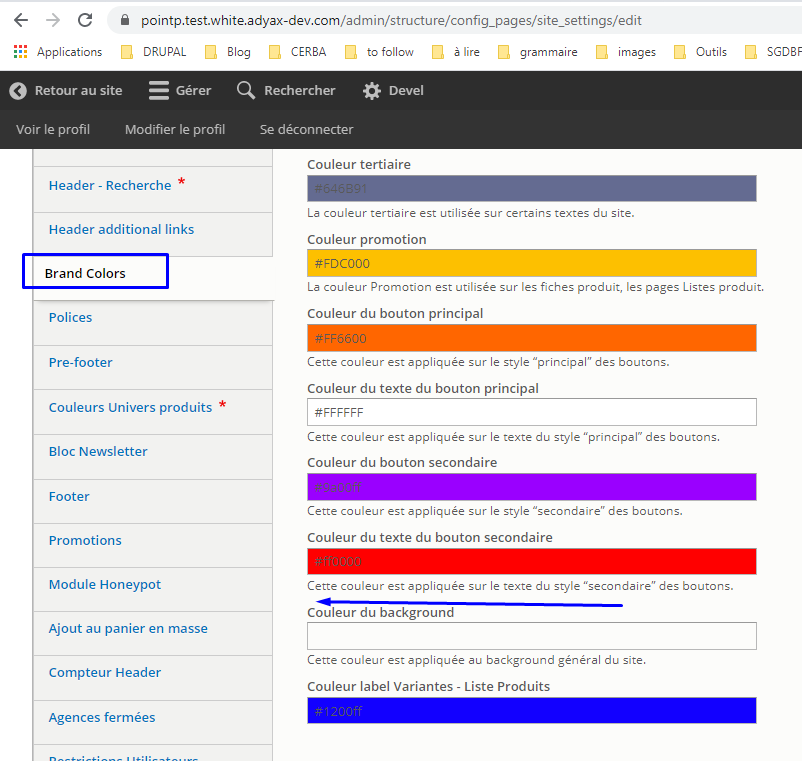 pointp.test.white.adyax-dev.com/admin/structure/config_pages/site_settings/edit
Applications DRUPAL Blog CERBA to follow à lire grammaire images Outils SGDBF
Retour au site Gérer Rechercher Devel
Voir le profil Modifier le profil Se déconnecter
Header - Recherche *
Header additional links
Brand Colors
Polices
Pre-footer
Couleurs Univers produits *
Bloc Newsletter
Footer
Promotions
Module Honeypot
Ajout au panier en masse
Compteur Header
Agences fermées
Restrictions Utilisateurs
Couleur tertiaire
#646B91
La couleur tertiaire est utilisée sur certains textes du site.
Couleur promotion
#FDC000
La couleur Promotion est utilisée sur les fiches produit, les pages Listes produit.
Couleur du bouton principal
#FF6600
Cette couleur est appliquée sur le style “principal” des boutons.
Couleur du texte du bouton principal
#FFFFFF
Cette couleur est appliquée sur le texte du style “principal” des boutons.
Couleur du bouton secondaire
#9a00ff
Cette couleur est appliquée sur le style “secondaire” des boutons.
Couleur du texte du bouton secondaire
#ff0000
Cette couleur est appliquée sur le texte du style “secondaire” des boutons.
Couleur du background
Cette couleur est appliquée au background général du site.
Couleur label Variantes - Liste Produits
#1200ff